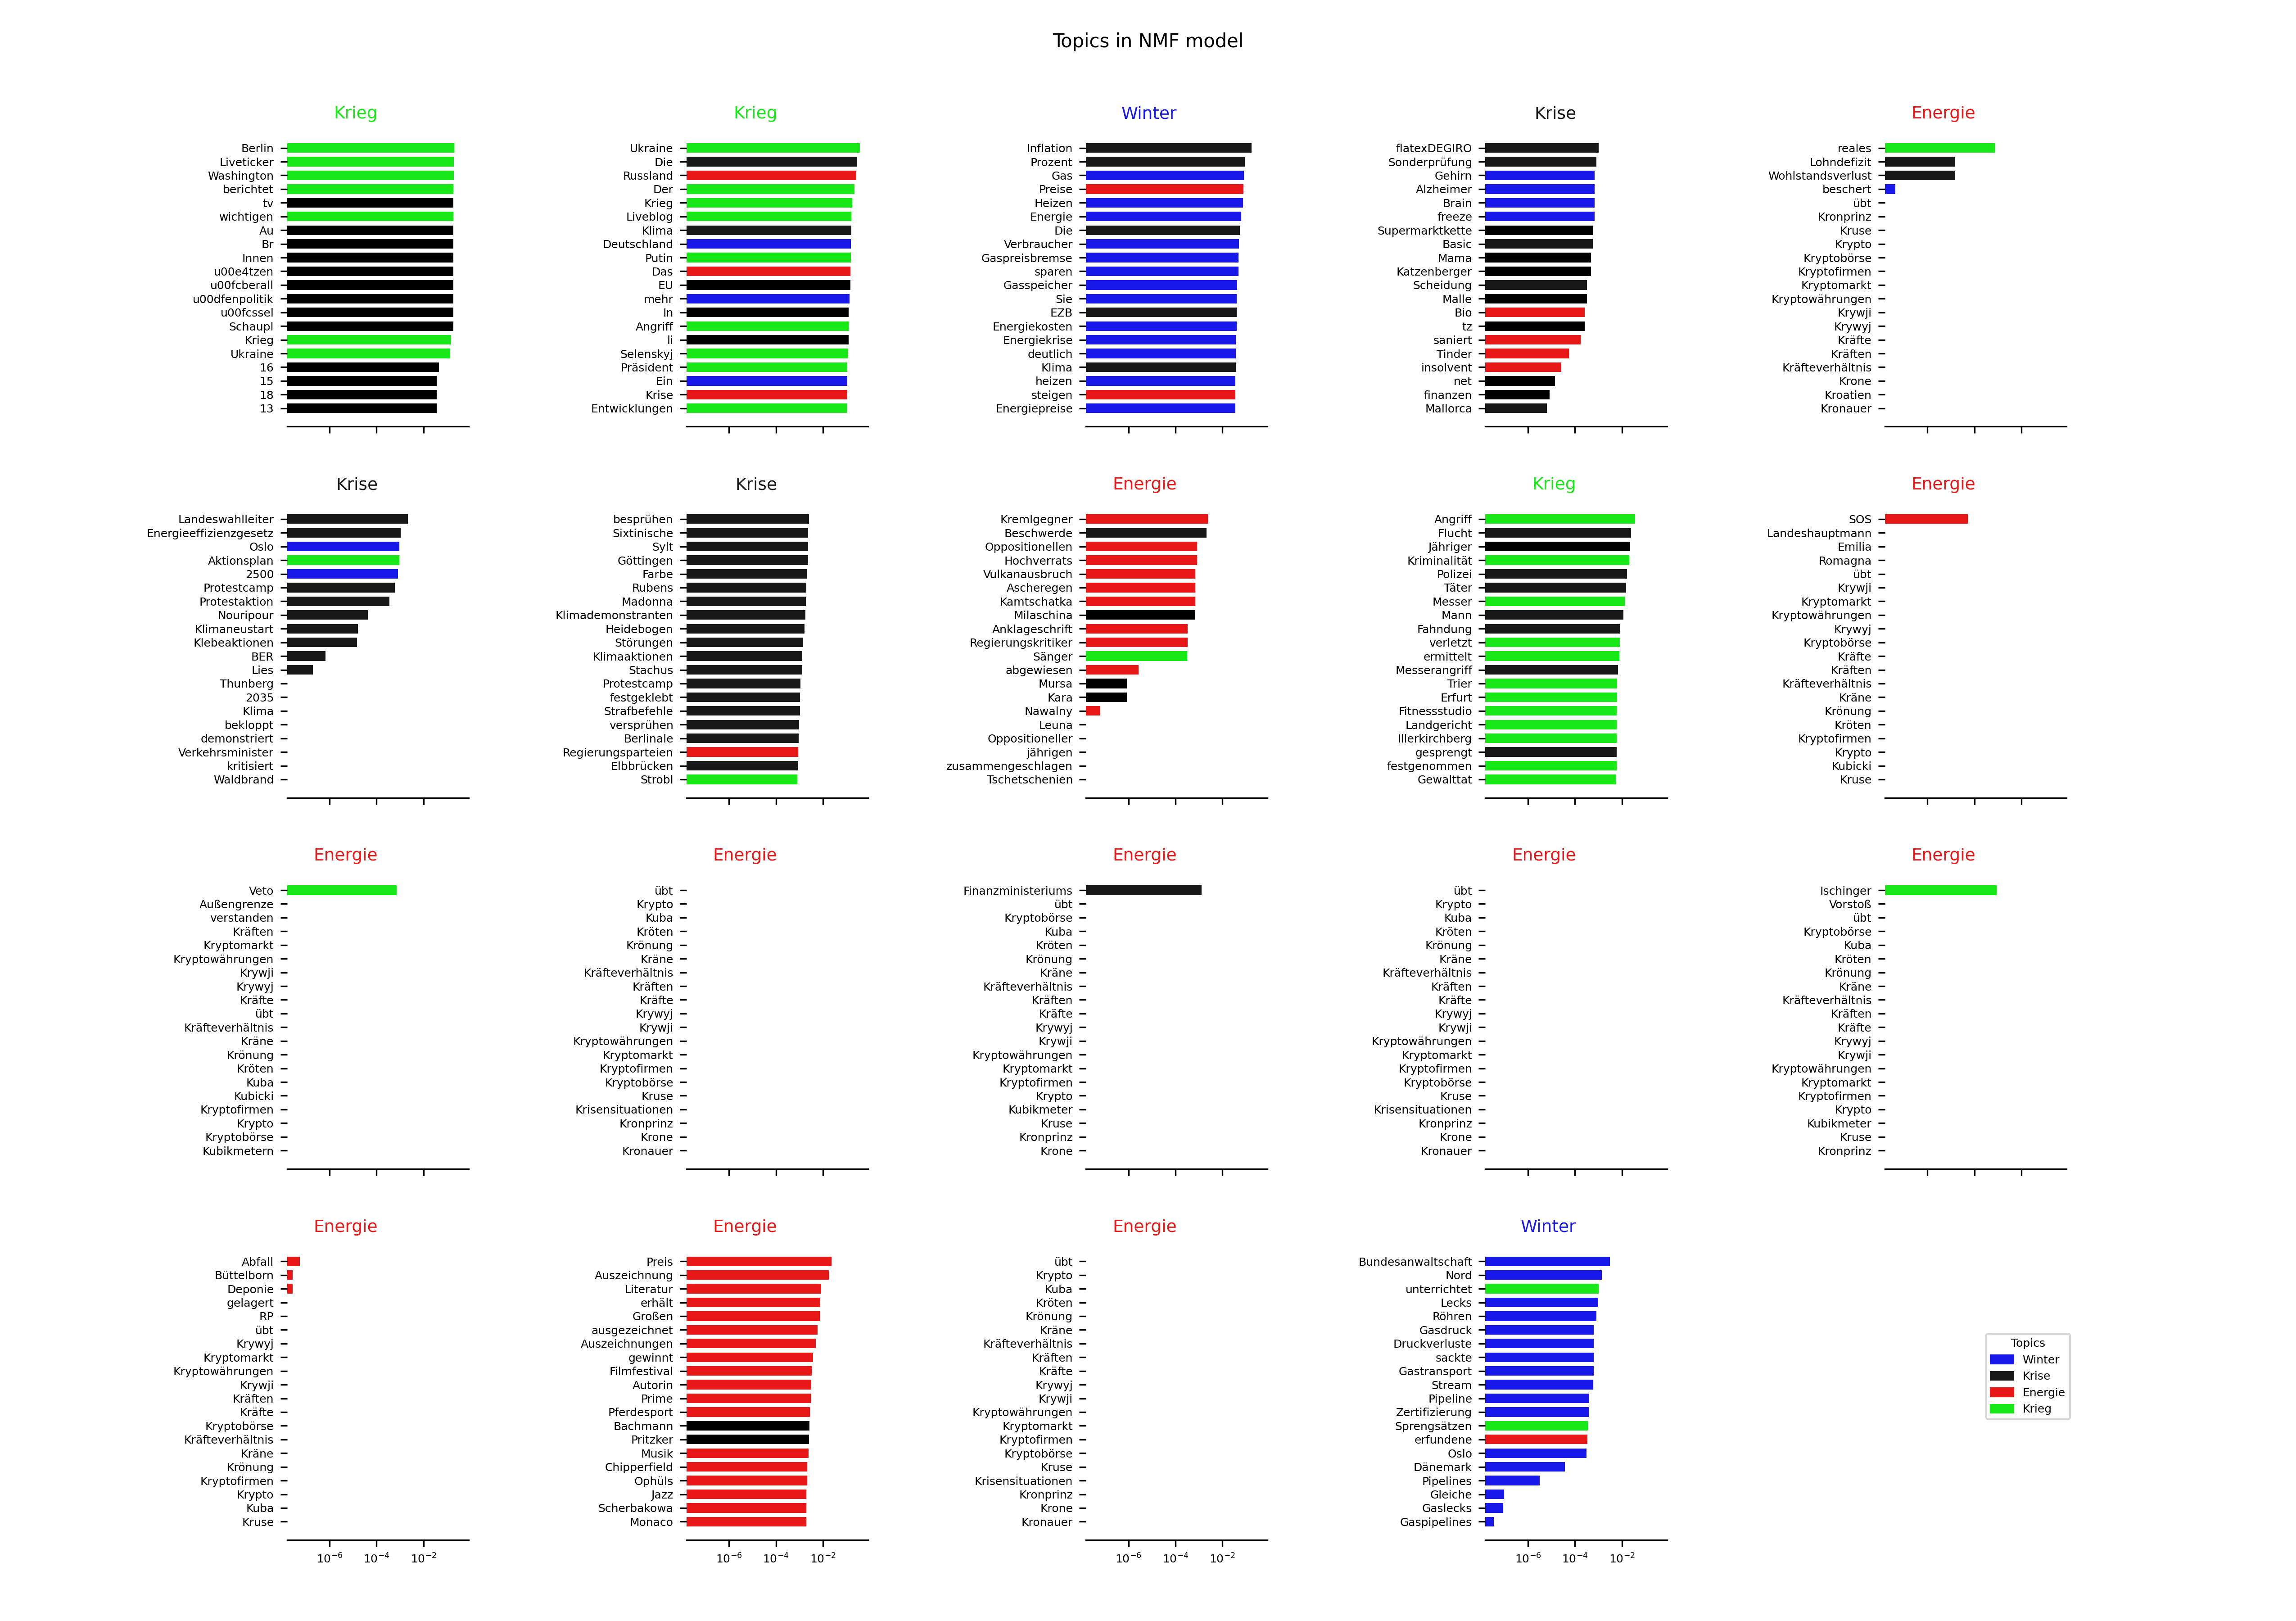 Topics in NMF model
Krieg
Berlin
Liveticker
Washington
berichtet
tv
wichtigen
Au
Br
Innen
u00e4tzen
u00fcberall
u00dfenpolitik
u00fcssel
Schaupl
Krieg
Ukraine
16
15
18
13
Krieg
Ukraine
Die
Russland
Der
Krieg
Liveblog
Klima
Deutschland
Putin
Das
EU
mehr
In
Angriff
li
Selenskyj
Präsident
Ein
Krise
Entwicklungen
Winter
Inflation
Prozent
Gas
Preise
Heizen
Energie
Die
Verbraucher
Gaspreisbremse
sparen
Gasspeicher
Sie
EZB
Energiekosten
Energiekrise
deutlich
Klima
heizen
steigen
Energiepreise
Krise
flatexDEGIRO
Sonderprüfung
Gehirn
Alzheimer
Brain
freeze
Supermarktkette
Basic
Mama
Katzenberger
Scheidung
Malle
Bio
tz
saniert
Tinder
insolvent
net
finanzen
Mallorca
Energie
reales
Lohndefizit
Wohlstandsverlust
beschert
übt
Kronprinz
Kruse
Krypto
Kryptobörse
Kryptofirmen
Kryptomarkt
Kryptowährungen
Krywji
Krywyj
Kräfte
Kräften
Kräfteverhältnis
Krone
Kroatien
Kronauer
Krise
Landeswahlleiter
Energieeffizienzgesetz
Oslo
Aktionsplan
2500
Protestcamp
Protestaktion
Nouripour
Klimaneustart
Klebeaktionen
BER
Lies
Thunberg
2035
Klima
bekloppt
demonstriert
Verkehrsminister
kritisiert
Waldbrand
Krise
besprühen
Sixtinische
Sylt
Göttingen
Farbe
Rubens
Madonna
Klimademonstranten
Heidebogen
Störungen
Klimaaktionen
Stachus
Protestcamp
festgeklebt
Strafbefehle
versprühen
Berlinale
Regierungsparteien
Elbbrücken
Strobl
Energie
Kremlgegner
Beschwerde
Oppositionellen
Hochverrats
Vulkanausbruch
Ascheregen
Kamtschatka
Milaschina
Anklageschrift
Regierungskritiker
Sänger
abgewiesen
Mursa
Kara
Nawalny
Leuna
Oppositioneller
jährigen
zusammengeschlagen
Tschetschenien
Krieg
Angriff
Flucht
Jähriger
Kriminalität
Polizei
Täter
Messer
Mann
Fahndung
verletzt
ermittelt
Messerangriff
Trier
Erfurt
Fitnessstudio
Landgericht
Illerkirchberg
gesprengt
festgenommen
Gewalttat
Energie
SOS
Landeshauptmann
Emilia
Romagna
übt
Krywji
Kryptomarkt
Kryptowährungen
Krywyj
Kryptobörse
Kräfte
Kräften
Kräfteverhältnis
Kräne
Krönung
Kröten
Kryptofirmen
Krypto
Kubicki
Kruse
Energie
Veto
Außengrenze
verstanden
Kräften
Kryptomarkt
Kryptowährungen
Krywji
Krywyj
Kräfte
übt
Kräfteverhältnis
Kräne
Krönung
Kröten
Kuba
Kubicki
Kryptofirmen
Krypto
Kryptobörse
Kubikmetern
Energie
übt
Krypto
Kuba
Kröten
Krönung
Kräne
Kräfteverhältnis
Kräften
Kräfte
Krywyj
Krywji
Kryptowährungen
Kryptomarkt
Kryptofirmen
Kryptobörse
Kruse
Krisensituationen
Kronprinz
Krone
Kronauer
Energie
Finanzministeriums
übt
Kryptobörse
Kuba
Kröten
Krönung
Kräne
Kräfteverhältnis
Kräften
Kräfte
Krywyj
Krywji
Kryptowährungen
Kryptomarkt
Kryptofirmen
Krypto
Kubikmeter
Kruse
Kronprinz
Krone
Energie
übt
Krypto
Kuba
Kröten
Krönung
Kräne
Kräfteverhältnis
Kräften
Kräfte
Krywyj
Krywji
Kryptowährungen
Kryptomarkt
Kryptofirmen
Kryptobörse
Kruse
Krisensituationen
Kronprinz
Krone
Kronauer
Energie
Ischinger
Vorstoß
übt
Kryptobörse
Kuba
Kröten
Krönung
Kräne
Kräfteverhältnis
Kräften
Kräfte
Krywyj
Krywji
Kryptowährungen
Kryptomarkt
Kryptofirmen
Krypto
Kubikmeter
Kruse
Kronprinz
Energie
Abfall
Büttelborn
Deponie
gelagert
RP
übt
Krywyj
Kryptomarkt
Kryptowährungen
Krywji
Kräften
Kräfte
Kryptobörse
Kräfteverhältnis
Kräne
Krönung
Kryptofirmen
Krypto
Kuba
Kruse
10⁻⁶ 10⁻⁴ 10⁻²
Energie
Preis
Auszeichnung
Literatur
erhält
Großen
ausgezeichnet
Auszeichnungen
gewinnt
Filmfestival
Autorin
Prime
Pferdesport
Bachmann
Pritzker
Musik
Chipperfield
Ophüls
Jazz
Scherbakowa
Monaco
10⁻⁶ 10⁻⁴ 10⁻²
Energie
übt
Krypto
Kuba
Kröten
Krönung
Kräne
Kräfteverhältnis
Kräften
Kräfte
Krywyj
Krywji
Kryptowährungen
Kryptomarkt
Kryptofirmen
Kryptobörse
Kruse
Krisensituationen
Kronprinz
Krone
Kronauer
10⁻⁶ 10⁻⁴ 10⁻²
Winter
Bundesanwaltschaft
Nord
unterrichtet
Lecks
Röhren
Gasdruck
Druckverluste
sackte
Gastransport
Stream
Pipeline
Zertifizierung
Sprengsätzen
erfundene
Oslo
Dänemark
Pipelines
Gleiche
Gaslecks
Gaspipelines
10⁻⁶ 10⁻⁴ 10⁻²
Topics
Winter
Krise
Energie
Krieg